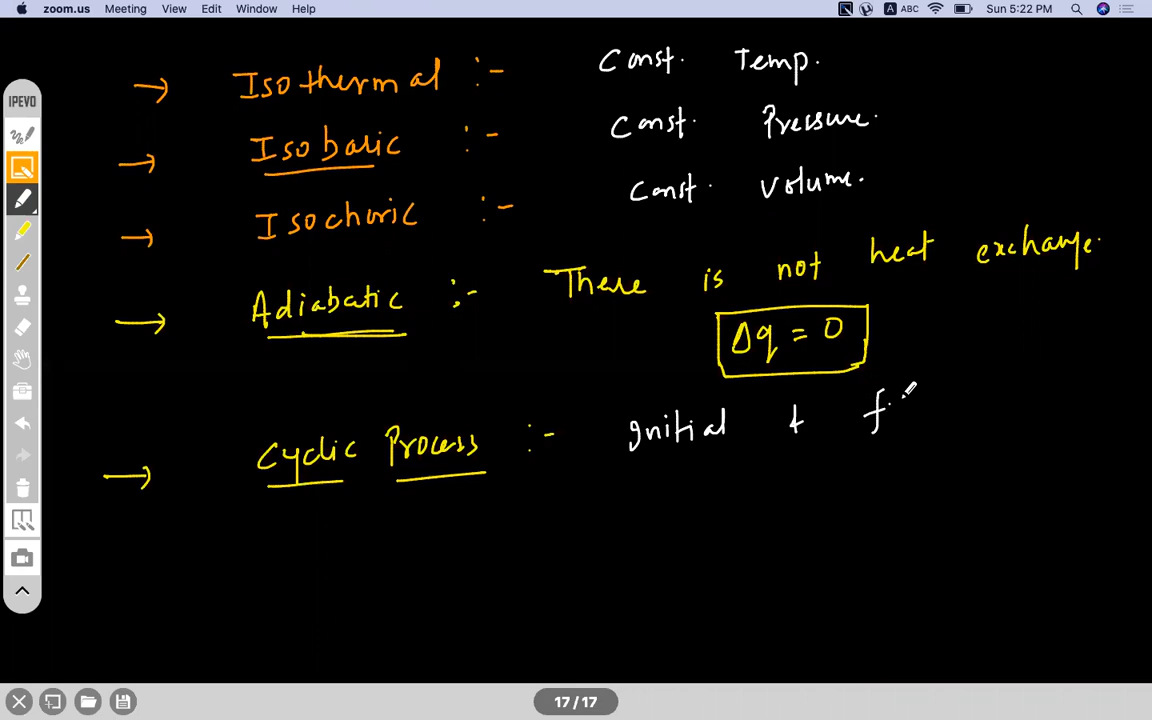 zoom.us Meeting View Edit Window Help A ABC Sun 5:22 PM
IPEVO
→ Isothermal :- Const. Temp.
→ Isobaric :- Const. Pressure.
→ Isochoric :- Const. Volume.
→ Adiabatic :- There is not heat exchange.
Δq = 0
→ Cyclic Process :- Initial & f
17/17